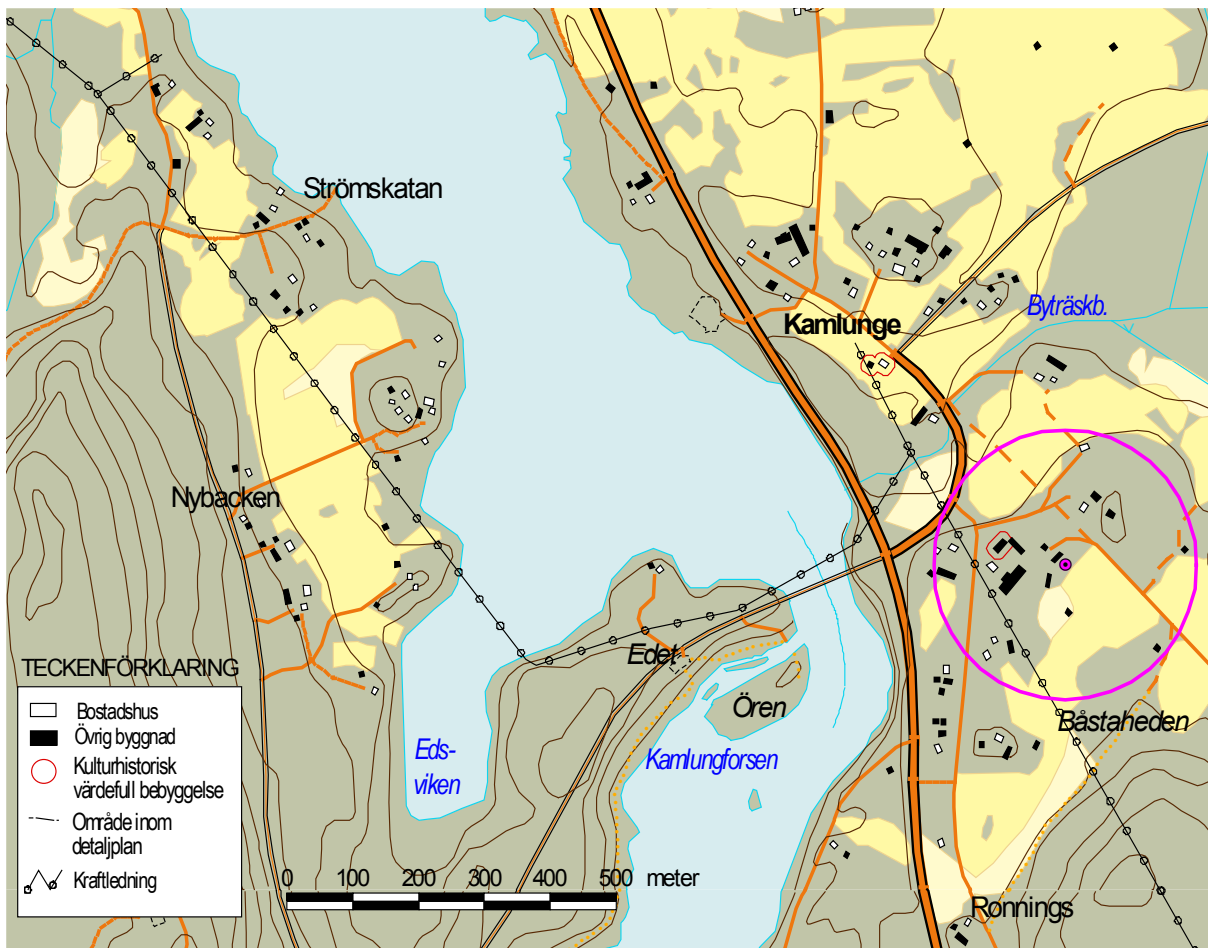 Strömskatan
Kamlunge
Byträskb.
Nybacken
Edet
Ören
Båstaheden
Eds-
viken
Kamlungforsen
Ronnings
TECKENFÖRKLARING
Bostadshus
Övrig byggnad
Kulturhistorisk
värdefull bebyggelse
Område inom
detaljplan
Kraftledning
0 100 200 300 400 500 meter